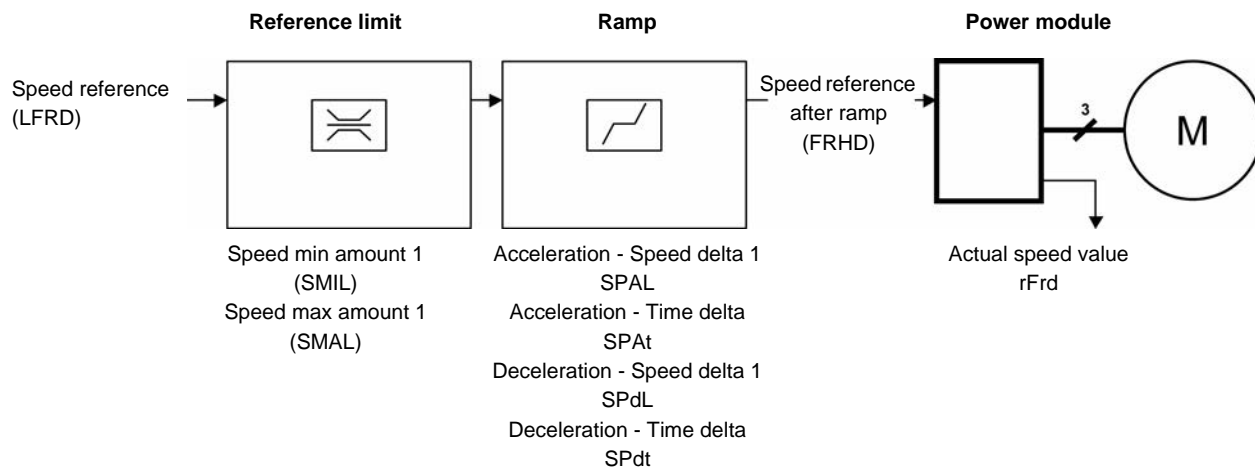 Reference limit
Ramp
Power module
Speed reference
(LFRD)
Speed reference
after ramp
(FRHD)
3
M
Speed min amount 1
(SMIL)
Speed max amount 1
(SMAL)
Acceleration - Speed delta 1
SPAL
Acceleration - Time delta
SPAt
Deceleration - Speed delta 1
SPdL
Deceleration - Time delta
SPdt
Actual speed value
rFrd